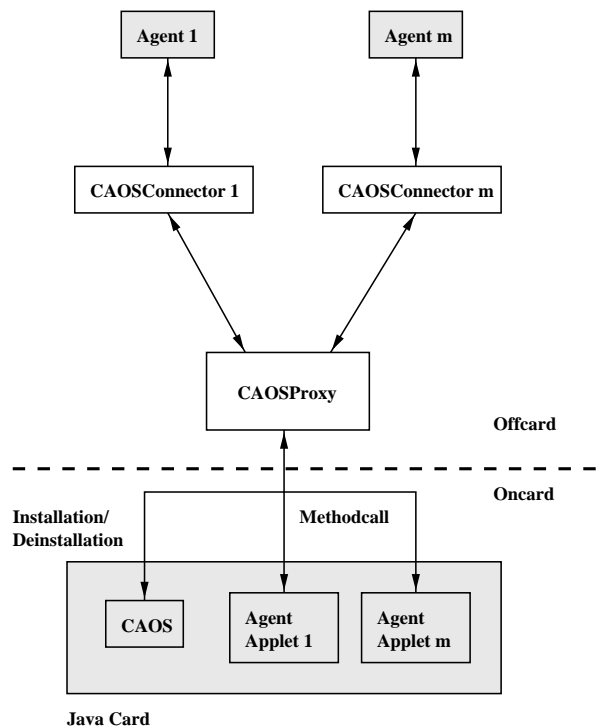 Agent 1
Agent m
CAOSConnector 1
CAOSConnector m
CAOSProxy
Offcard
Oncard
Installation/
Deinstallation
Methodcall
CAOS
Agent
Applet 1
Agent
Applet m
Java Card